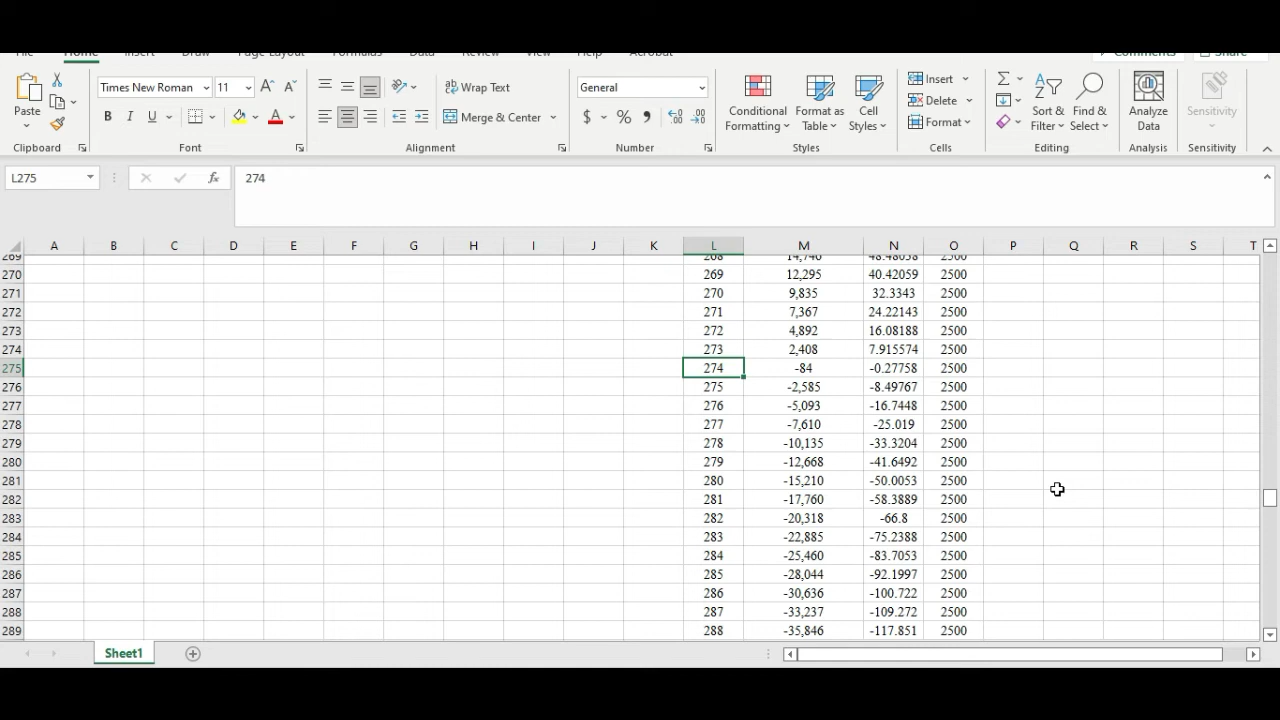 File Home Insert Draw Page Layout Formulas Data Review View Help Acrobat Comments Share
Paste
Clipboard
Times New Roman 11
B I U
Font
Wrap Text
Merge & Center
Alignment
General
$ % ,
Number
Conditional Formatting
Format as Table
Cell Styles
Styles
Insert
Delete
Format
Cells
Sort & Filter
Find & Select
Editing
Analyze Data
Analysis
Sensitivity
Sensitivity
L275 fx 274
A B C D E F G H I J K L M N O P Q R S T
269 268 14,740 48.48058 2500
270 269 12,295 40.42059 2500
271 270 9,835 32.3343 2500
272 271 7,367 24.22143 2500
273 272 4,892 16.08188 2500
274 273 2,408 7.915574 2500
275 274 -84 -0.27758 2500
276 275 -2,585 -8.49767 2500
277 276 -5,093 -16.7448 2500
278 277 -7,610 -25.019 2500
279 278 -10,135 -33.3204 2500
280 279 -12,668 -41.6492 2500
281 280 -15,210 -50.0053 2500
282 281 -17,760 -58.3889 2500
283 282 -20,318 -66.8 2500
284 283 -22,885 -75.2388 2500
285 284 -25,460 -83.7053 2500
286 285 -28,044 -92.1997 2500
287 286 -30,636 -100.722 2500
288 287 -33,237 -109.272 2500
289 288 -35,846 -117.851 2500
Sheet1